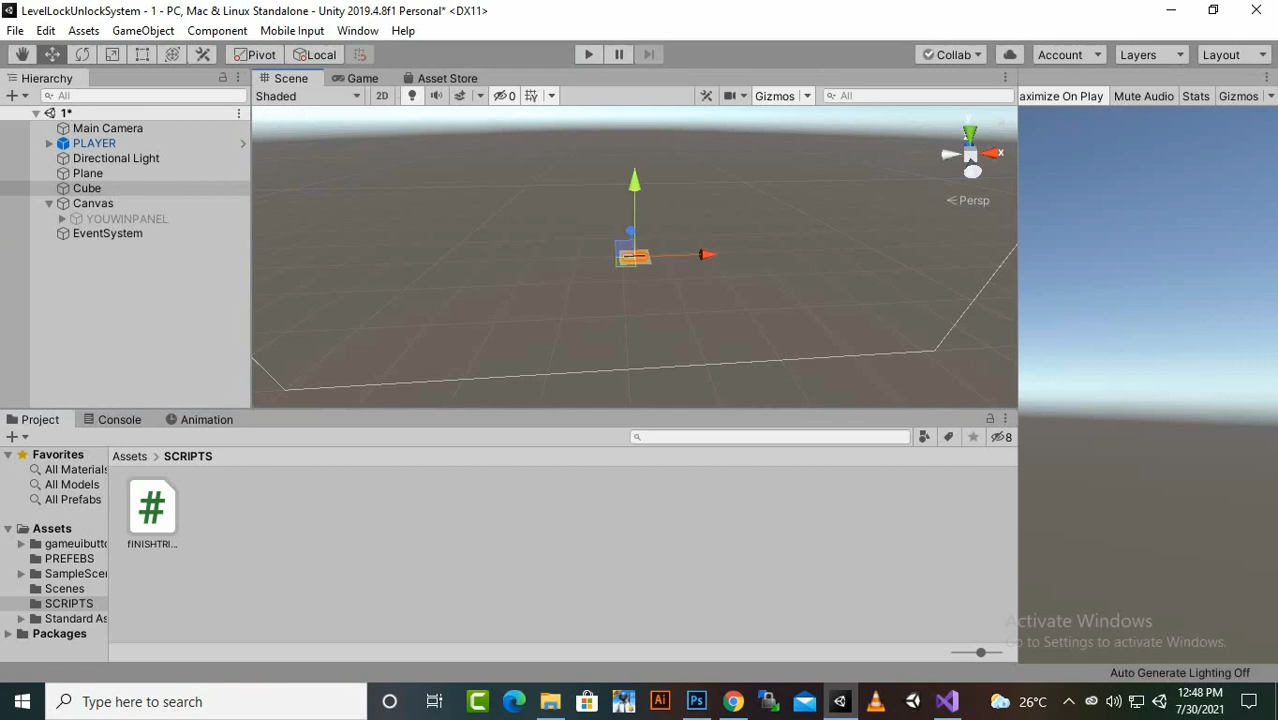 LevelLockUnlockSystem - 1 - PC, Mac & Linux Standalone - Unity 2019.4.8f1 Personal* <DX11>
File Edit Assets GameObject Component Mobile Input Window Help
Pivot Local Collab Account Layers Layout
Hierarchy Scene Game Asset Store
All Shaded 2D 0 Gizmos All aximize On Play Mute Audio Stats Gizmos
1*
Main Camera
PLAYER
Directional Light
Plane
Cube
Canvas
YOUWINPANEL
EventSystem
y
x
Persp
Project Console Animation
8
Favorites
All Materials
All Models
All Prefabs
Assets
gameuibutto
PREFEBS
SampleScen
Scenes
SCRIPTS
Standard As
Packages
Assets SCRIPTS
#
fINISHTRI...
Activate Windows
Go to Settings to activate Windows.
Auto Generate Lighting Off
Type here to search
Ai Ps
26°C
12:48 PM
7/30/2021